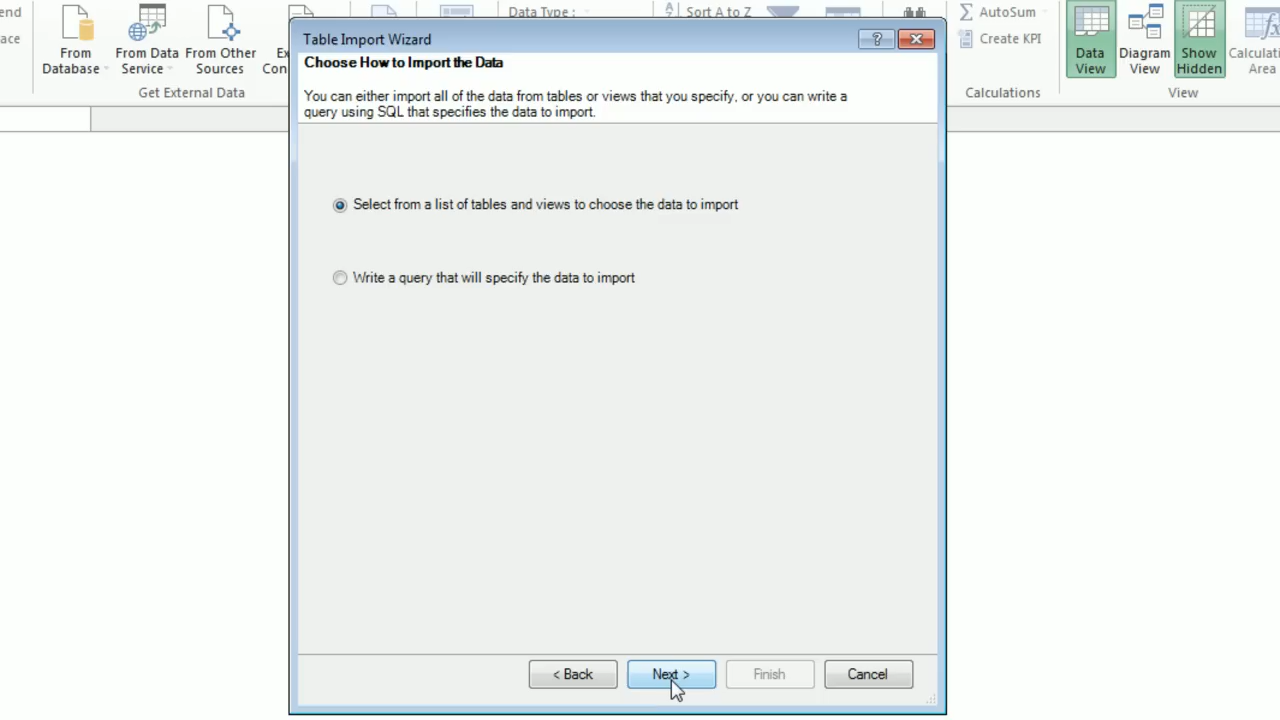 end
ace
From
Database
From Data
Service
From Other
Sources
Ex
Con
Get External Data
Data Type :
Sort A to Z
AutoSum
Create KPI
Calculations
Data
View
Diagram
View
Show
Hidden
Calculati
Area
View
Table Import Wizard
?
Choose How to Import the Data
You can either import all of the data from tables or views that you specify, or you can write a
query using SQL that specifies the data to import.
Select from a list of tables and views to choose the data to import
Write a query that will specify the data to import
< Back
Next >
Finish
Cancel